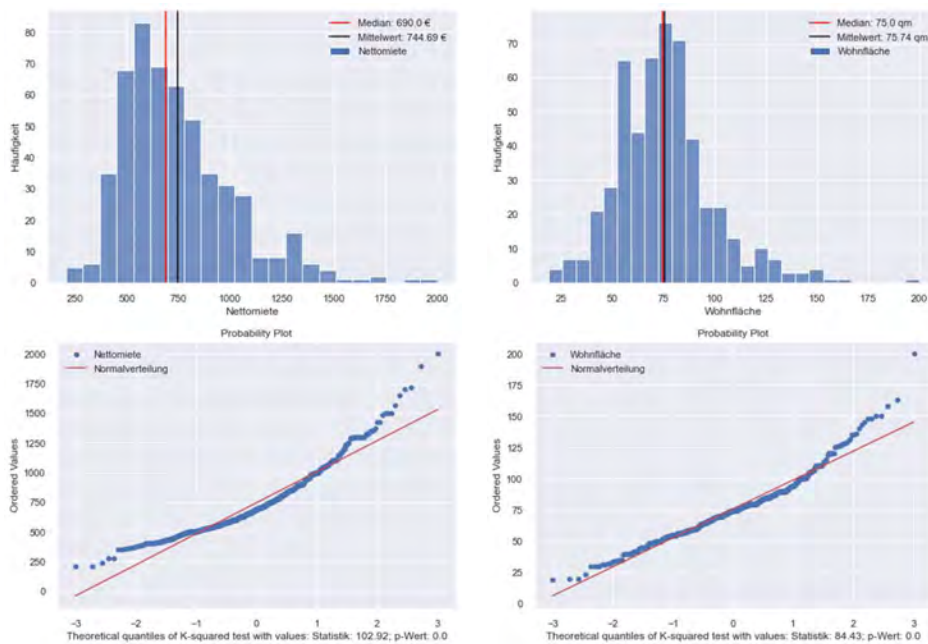 Median: 690.0 €
Mittelwert: 744.69 €
Nettomiete
80
70
60
50
40
30
20
10
0
Häufigkeit
250 500 750 1000 1250 1500 1750 2000
Nettomiete
Median: 75.0 qm
Mittelwert: 75.74 qm
Wohnfläche
70
60
50
40
30
20
10
0
Häufigkeit
25 50 75 100 125 150 175 200
Wohnfläche
Probability Plot
Nettomiete
Normalverteilung
2000
1750
1500
1250
1000
750
500
250
0
Ordered Values
−3 −2 −1 0 1 2 3
Theoretical quantiles of K-squared test with values: Statistik: 102.92; p-Wert: 0.0
Probability Plot
Wohnfläche
Normalverteilung
200
175
150
125
100
75
50
25
0
Ordered Values
−3 −2 −1 0 1 2 3
Theoretical quantiles of K-squared test with values: Statistik: 84.43; p-Wert: 0.0